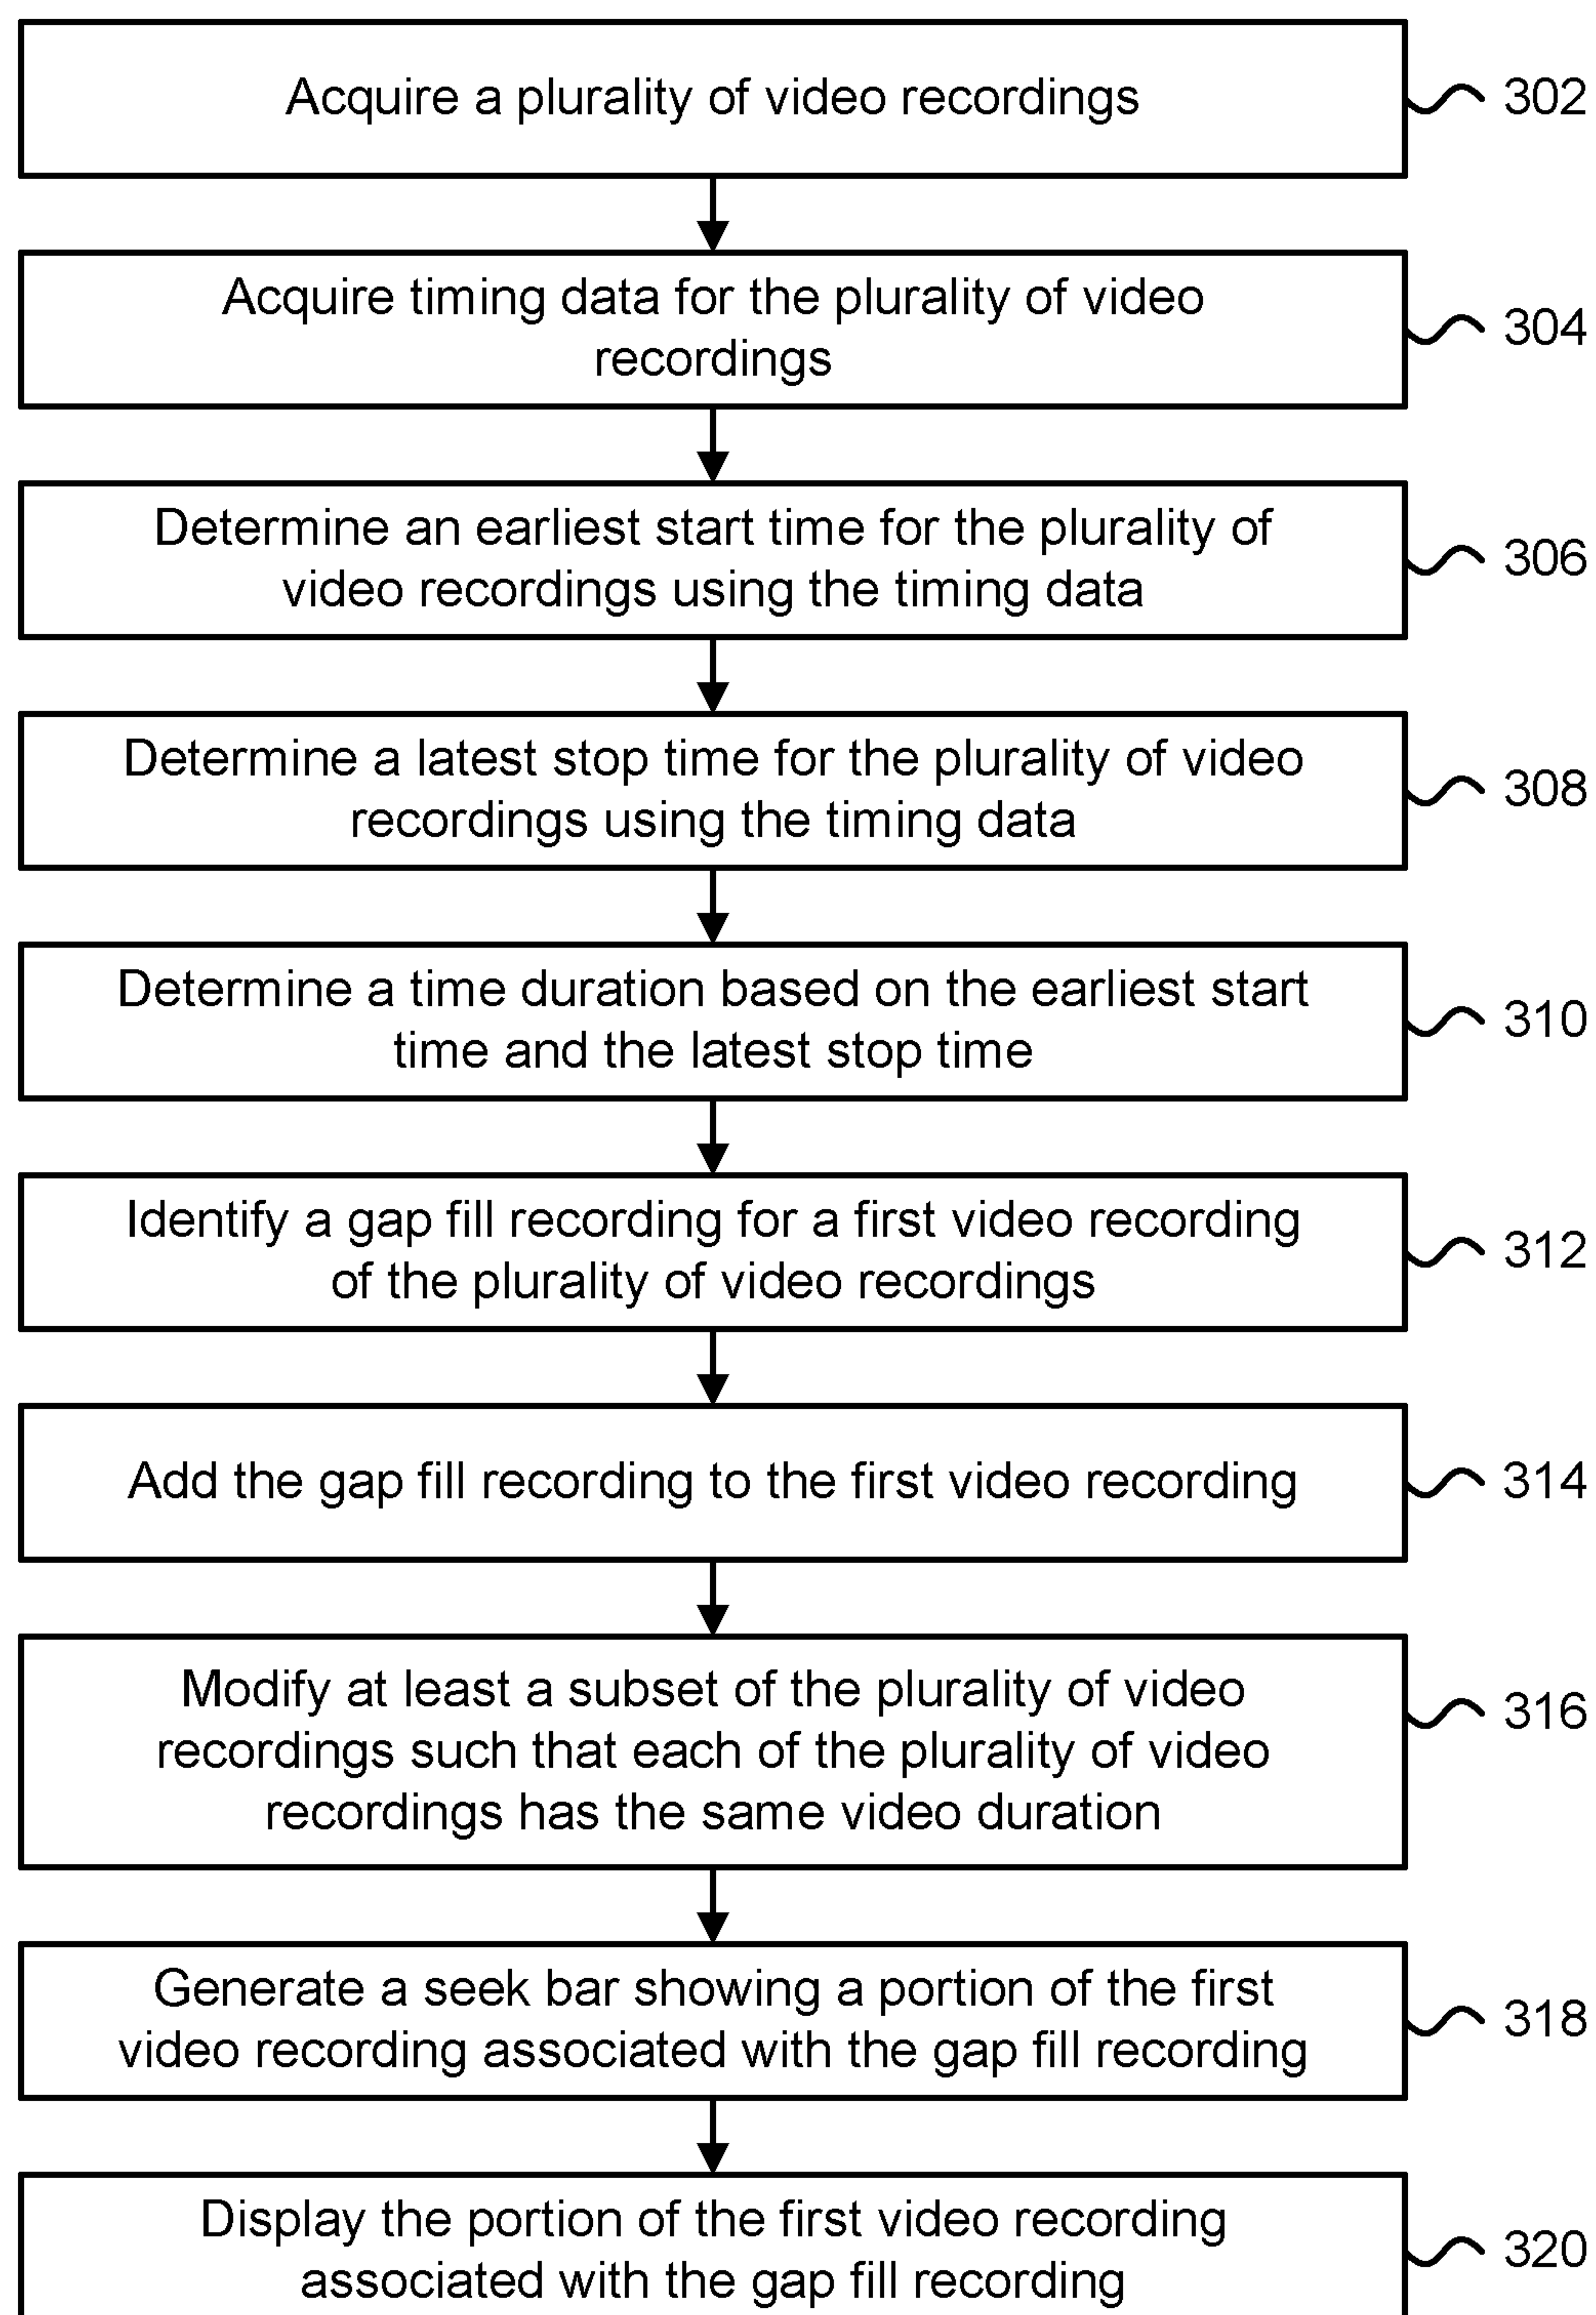 Acquire a plurality of video recordings
302
Acquire timing data for the plurality of video
recordings
304
Determine an earliest start time for the plurality of
video recordings using the timing data
306
Determine a latest stop time for the plurality of video
recordings using the timing data
308
Determine a time duration based on the earliest start
time and the latest stop time
310
Identify a gap fill recording for a first video recording
of the plurality of video recordings
312
Add the gap fill recording to the first video recording
314
Modify at least a subset of the plurality of video
recordings such that each of the plurality of video
recordings has the same video duration
316
Generate a seek bar showing a portion of the first
video recording associated with the gap fill recording
318
Display the portion of the first video recording
associated with the gap fill recording
320